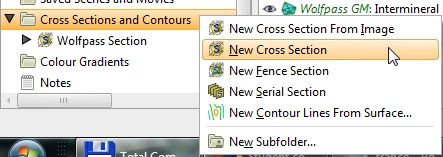 Saved Scenes and Movies
Cross Sections and Contours
Wolfpass Section
Colour Gradients
Notes
Wolfpass GM: Intermineral
New Cross Section From Image
New Cross Section
New Fence Section
New Serial Section
New Contour Lines From Surface...
New Subfolder...
Total Com